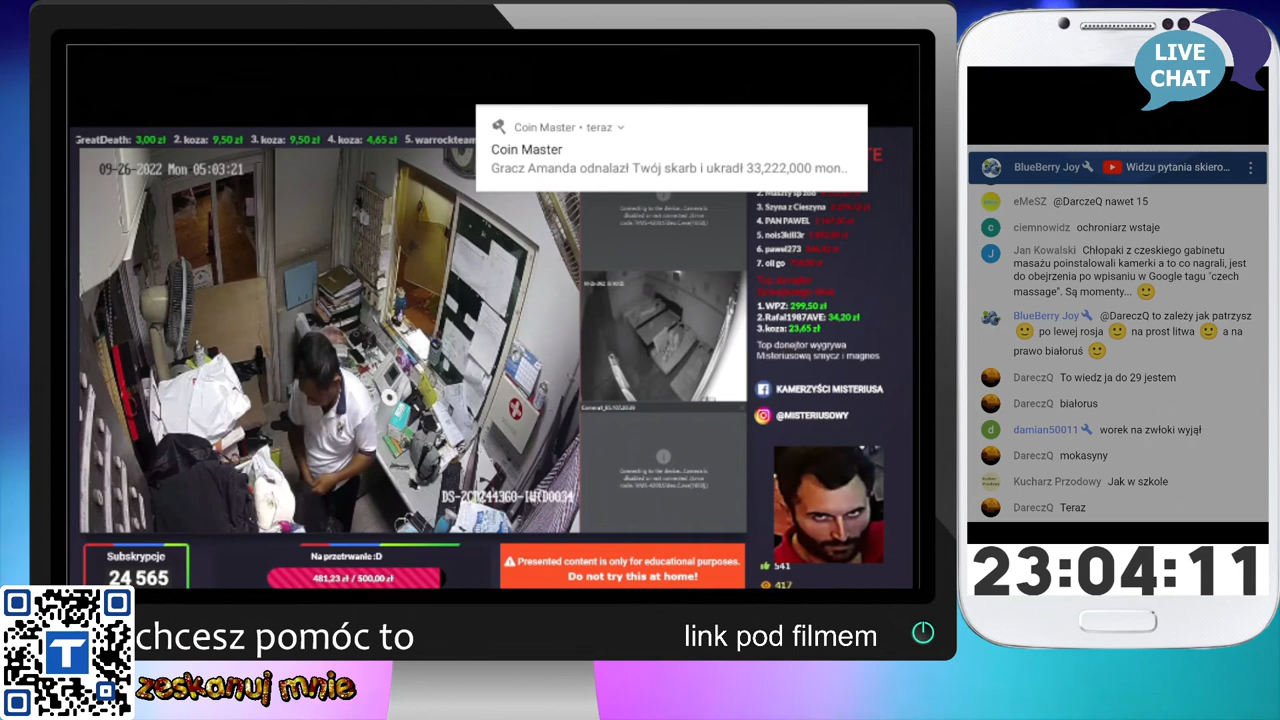 GreatDeath: 3,00 zł 2. koza: 9,50 zł 3. koza: 9,50 zł 4. koza: 4,65 zł 5. warrockteam
09-26-2022 Mon 05:03:21
Coin Master • teraz
Coin Master
Gracz Amanda odnalazł Twój skarb i ukradł 33,222,000 mon..
3. Szyna z Cieszyna
4. PAN PAWEL
5. nois3kill3r
6. pawel273
7. oli go
1.WPZ: 299,50 zł
2.Rafal1987AVE: 34,20 zł
3.koza: 23,65 zł
Top donejtor wygrywa
Misteriusową smycz i magnes
KAMERZYŚCI MISTERIUSA
@MISTERIUSOWY
541
417
Subskrypcje
24 565
Na przetrwanie :D
481,23 zł / 500,00 zł
Presented content is only for educational purposes.
Do not try this at home!
chcesz pomóc to
link pod filmem
zeskanuj mnie
T
LIVE
CHAT
BlueBerry Joy Widzu pytania skiero...
eMeSZ @DarczeQ nawet 15
ciemnowidz ochroniarz wstaje
Jan Kowalski Chłopaki z czeskiego gabinetu
masażu poinstalowali kamerki a to co nagrali, jest
do obejrzenia po wpisaniu w Google tagu "czech
massage". Są momenty...
BlueBerry Joy @DareczQ to zależy jak patrzysz
po lewej rosja na prost litwa a na
prawo białoruś
DareczQ To wiedz ja do 29 jestem
DareczQ białorus
damian50011 worek na zwłoki wyjął
DareczQ mokasyny
Kucharz Przodowy Jak w szkole
DareczQ Teraz
23:04:11